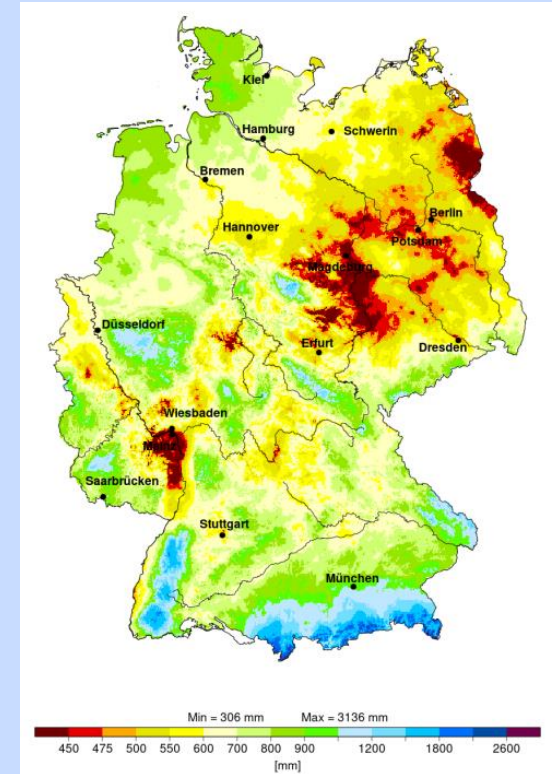 Kiel
Hamburg
Schwerin
Bremen
Berlin
Hannover
Potsdam
Magdeburg
Düsseldorf
Erfurt
Dresden
Wiesbaden
Mainz
Saarbrücken
Stuttgart
München
Min = 306 mm Max = 3136 mm
450 475 500 550 600 700 800 900 1200 1800 2600
[mm]